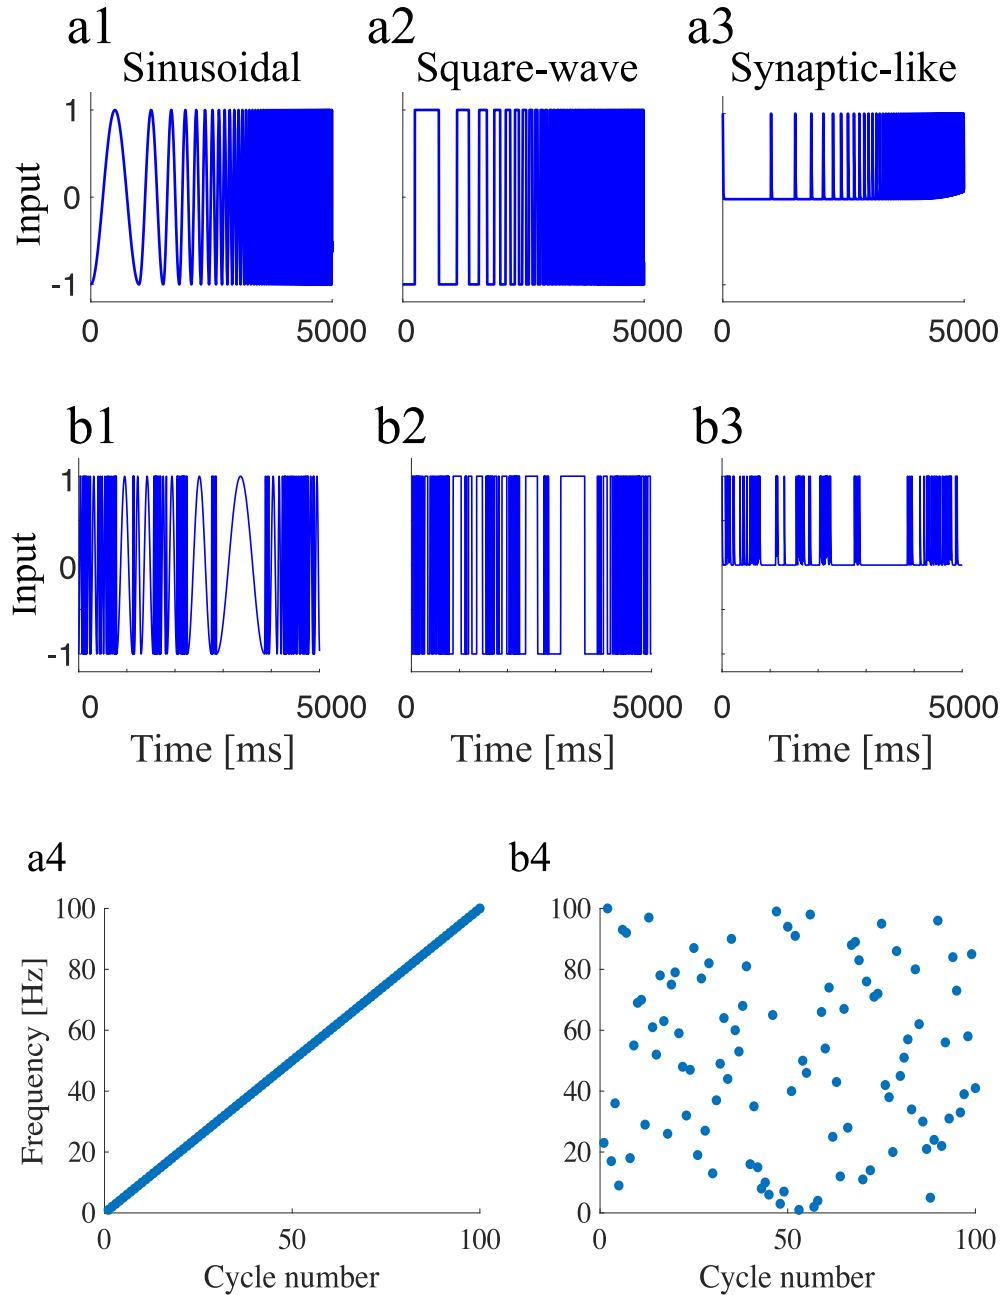 a1 a2 a3
Sinusoidal Square-wave Synaptic-like
Input
1
0
-1
0 5000 0 5000 0 5000
b1 b2 b3
Input
1
0
-1
0 5000 0 5000 0 5000
Time [ms] Time [ms] Time [ms]
a4 b4
Frequency [Hz]
100 100
80 80
60 60
40 40
20 20
0 0
0 50 100 0 50 100
Cycle number Cycle number